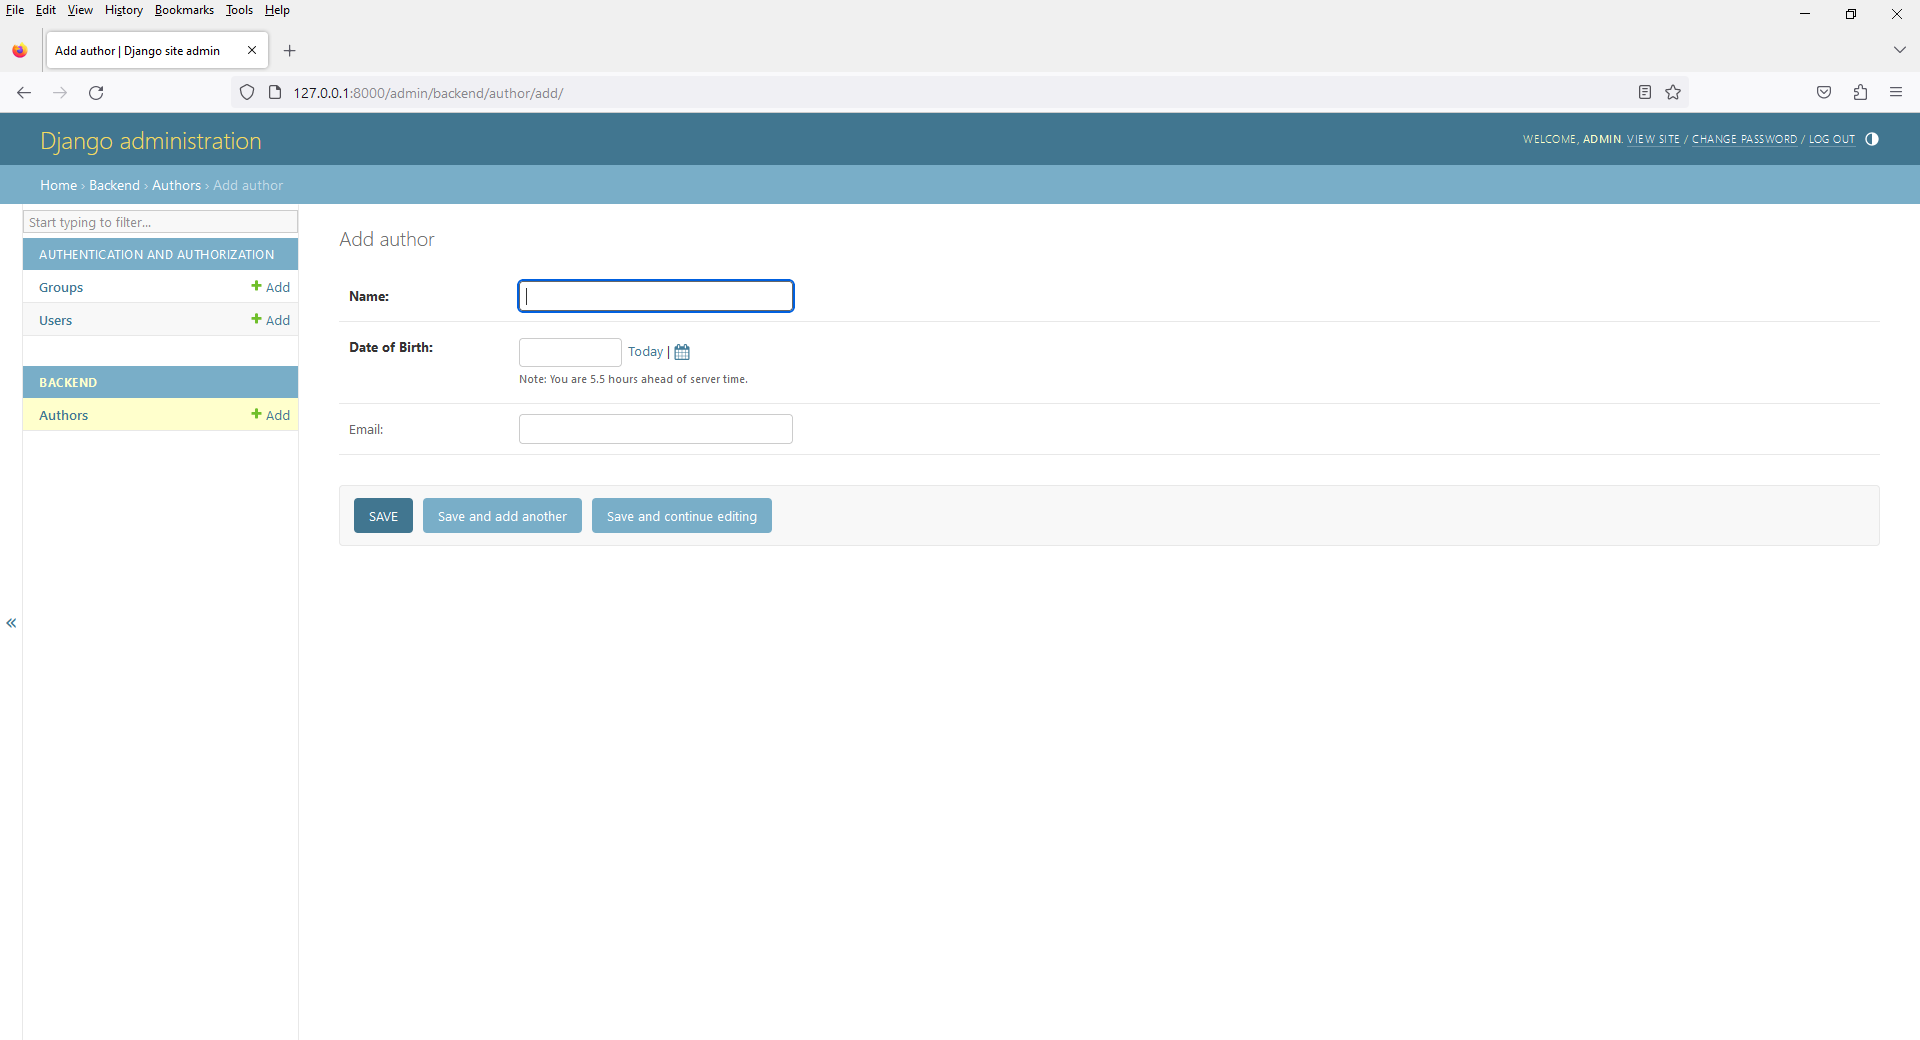 File Edit View History Bookmarks Tools Help
Add author | Django site admin
127.0.0.1:8000/admin/backend/author/add/
Django administration
WELCOME, ADMIN. VIEW SITE / CHANGE PASSWORD / LOG OUT
Home › Backend › Authors › Add author
Start typing to filter...
AUTHENTICATION AND AUTHORIZATION
Groups Add
Users Add
BACKEND
Authors Add
Add author
Name:
Date of Birth:
Today |
Note: You are 5.5 hours ahead of server time.
Email:
SAVE Save and add another Save and continue editing
«